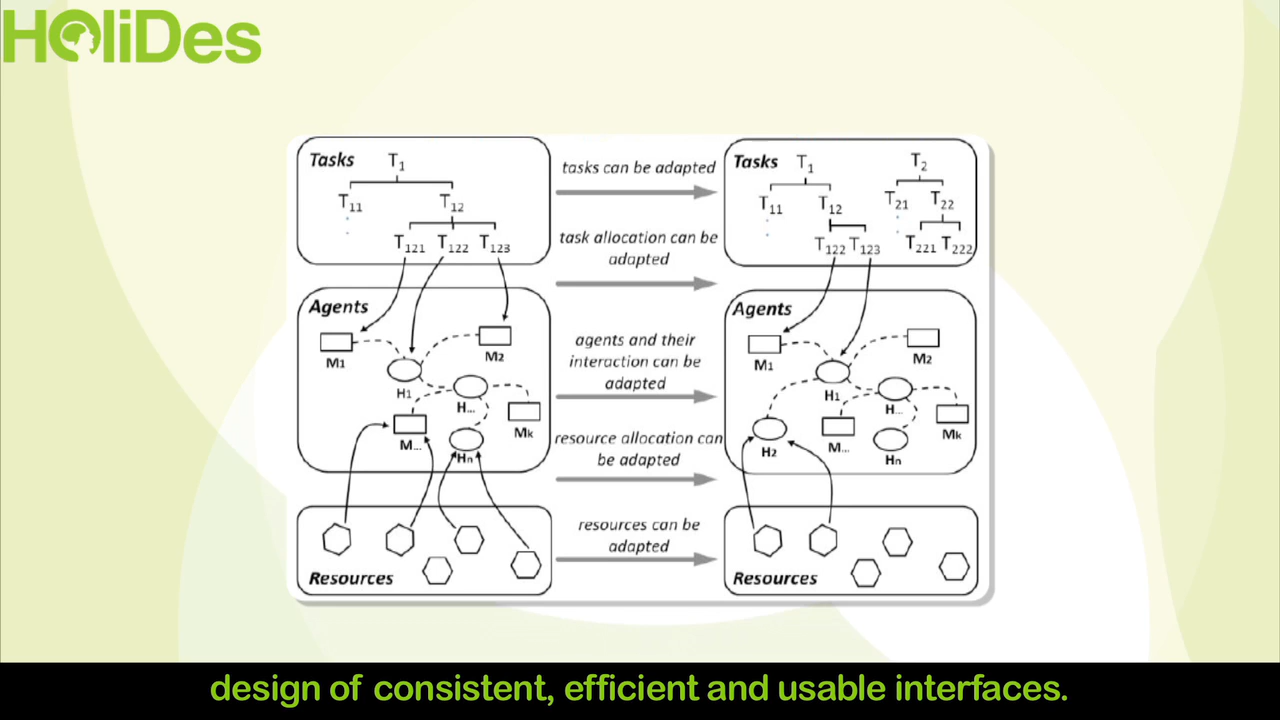 HOliDes
Tasks
T1
T11
T12
T121
T122
T123
Agents
M1
M2
H1
H...
Mk
M...
Hn
Resources
tasks can be adapted
task allocation can be
adapted
agents and their
interaction can be
adapted
resource allocation can
be adapted
resources can be
adapted
Tasks
T1
T2
T11
T12
T21
T22
T122
T123
T221
T222
Agents
M1
M2
H1
H...
Mk
H2
M...
Hn
Resources
design of consistent, efficient and usable interfaces.